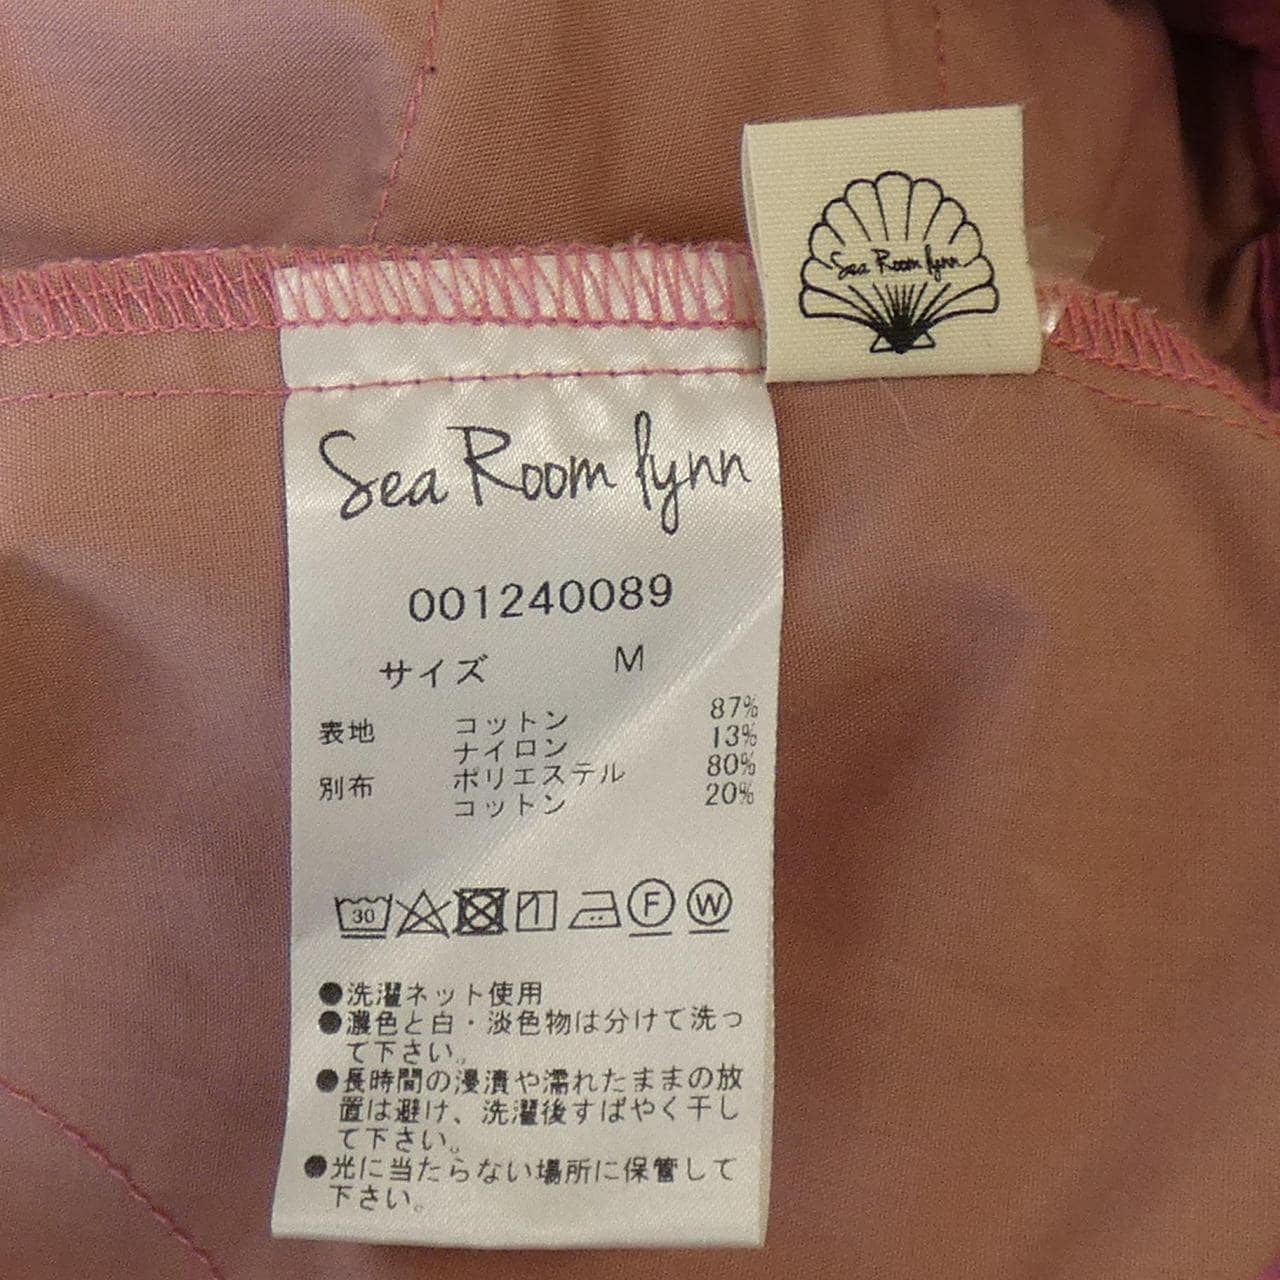 Sea Room lynn
Sea Room lynn
001240089
サイズ M
表地 コットン 87%
ナイロン 13%
別布 ポリエステル 80%
コットン 20%
30 F W
●洗濯ネット使用
●濃色と白・淡色物は分けて洗っ
て下さい。
●長時間の浸漬や濡れたままの放
置は避け、洗濯後すばやく干し
て下さい。
●光に当たらない場所に保管して
下さい。